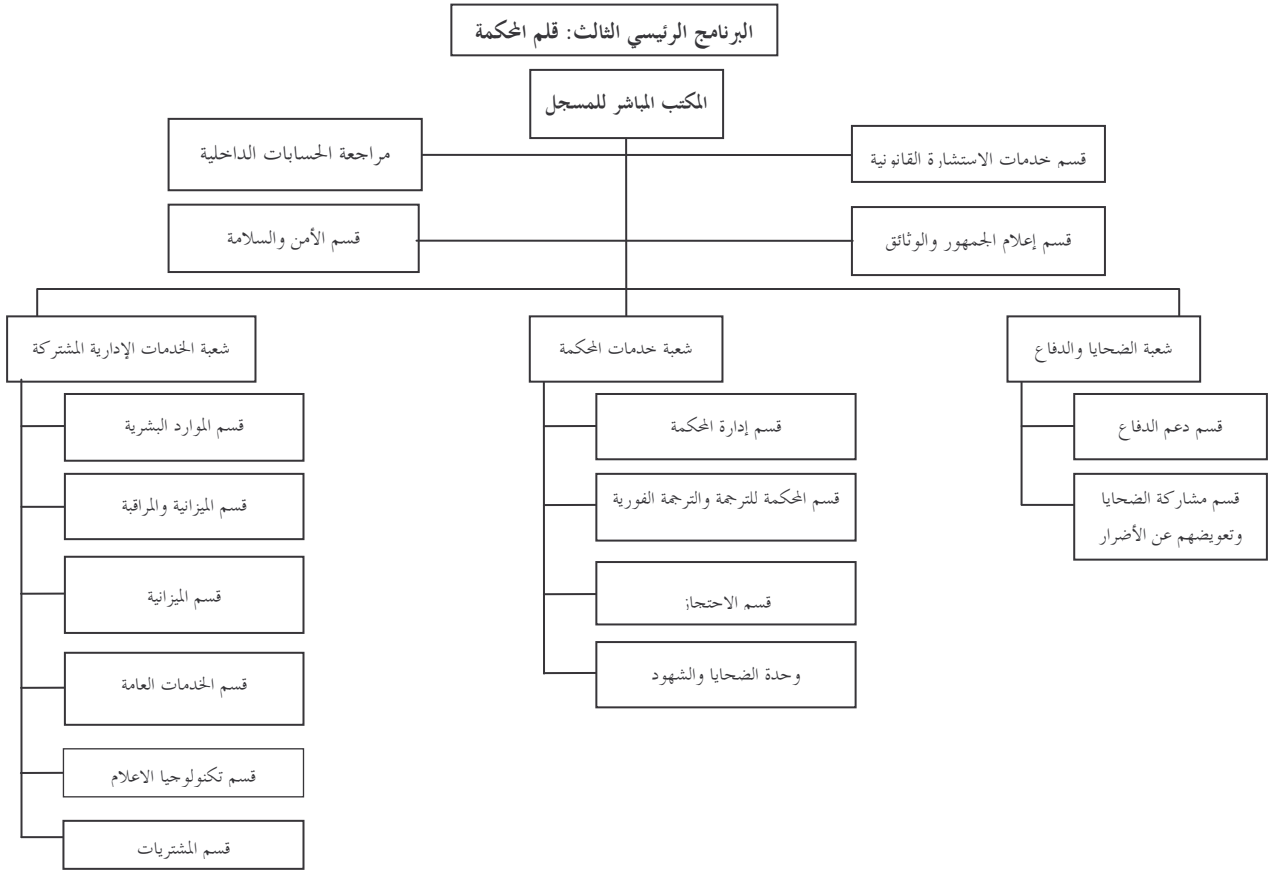 البرنامج الرئيسي الثالث: قلم المحكمة
المكتب المباشر للمسجل
قسم خدمات الاستشارة القانونية
مراجعة الحسابات الداخلية
قسم إعلام الجمهور والوثائق
قسم الأمن والسلامة
شعبة الضحايا والدفاع
قسم دعم الدفاع
قسم مشاركة الضحايا
وتعويضهم عن الأضرار
شعبة خدمات المحكمة
قسم إدارة المحكمة
قسم المحكمة للترجمة والترجمة الفورية
قسم الاحتجاز
وحدة الضحايا والشهود
شعبة الخدمات الإدارية المشتركة
قسم الموارد البشرية
قسم الميزانية والمراقبة
قسم الميزانية
قسم الخدمات العامة
قسم تكنولوجيا الاعلام
قسم المشتريات